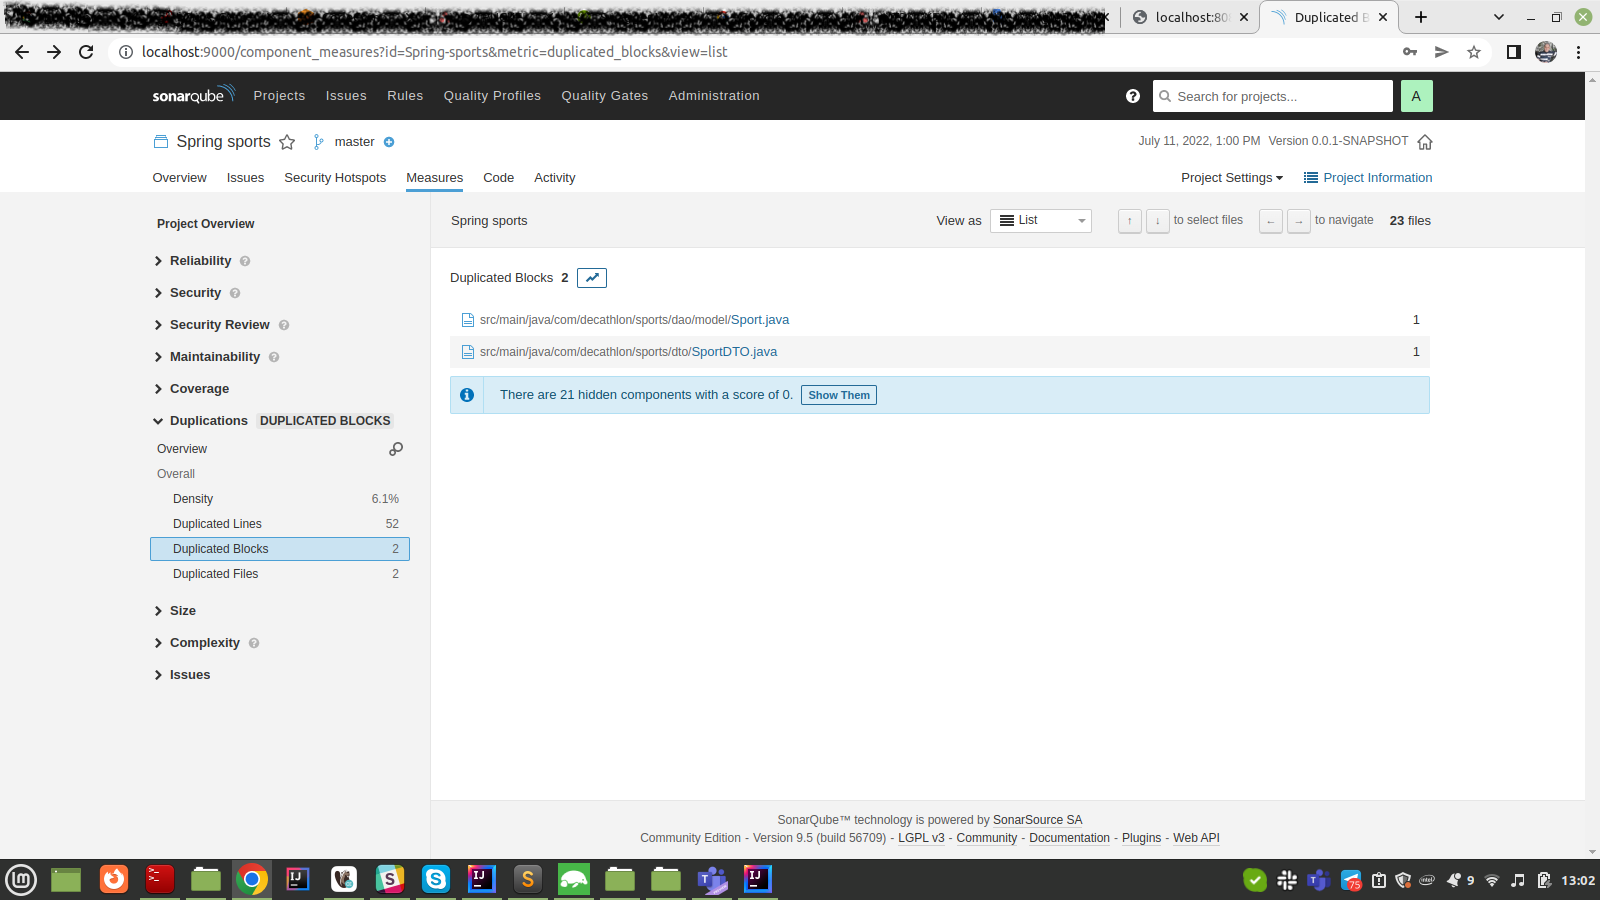 localhost:80
Duplicated B
localhost:9000/component_measures?id=Spring-sports&metric=duplicated_blocks&view=list
sonarqube Projects Issues Rules Quality Profiles Quality Gates Administration
? Search for projects... A
Spring sports master
July 11, 2022, 1:00 PM Version 0.0.1-SNAPSHOT
Overview Issues Security Hotspots Measures Code Activity
Project Settings Project Information
Project Overview
Reliability ?
Security ?
Security Review ?
Maintainability ?
Coverage
Duplications DUPLICATED BLOCKS
Overview
Overall
Density 6.1%
Duplicated Lines 52
Duplicated Blocks 2
Duplicated Files 2
Size
Complexity ?
Issues
Spring sports View as List ↑ ↓ to select files ← → to navigate 23 files
Duplicated Blocks 2
src/main/java/com/decathlon/sports/dao/model/Sport.java 1
src/main/java/com/decathlon/sports/dto/SportDTO.java 1
There are 21 hidden components with a score of 0. Show Them
SonarQube™ technology is powered by SonarSource SA
Community Edition - Version 9.5 (build 56709) - LGPL v3 - Community - Documentation - Plugins - Web API
IJ S IJ S T IJ
T 75 intel 9 13:02